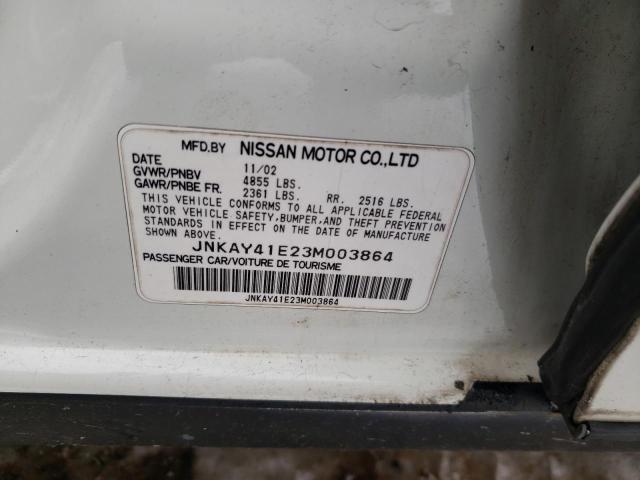 MFD.BY NISSAN MOTOR CO.,LTD
DATE 11/02
GVWR/PNBV 4855 LBS.
GAWR/PNBE FR. 2361 LBS. RR. 2516 LBS.
THIS VEHICLE CONFORMS TO ALL APPLICABLE FEDERAL
MOTOR VEHICLE SAFETY, BUMPER, AND THEFT PREVENTION
STANDARDS IN EFFECT ON THE DATE OF MANUFACTURE
SHOWN ABOVE.
JNKAY41E23M003864
PASSENGER CAR/VOITURE DE TOURISME
JNKAY41E23M003864